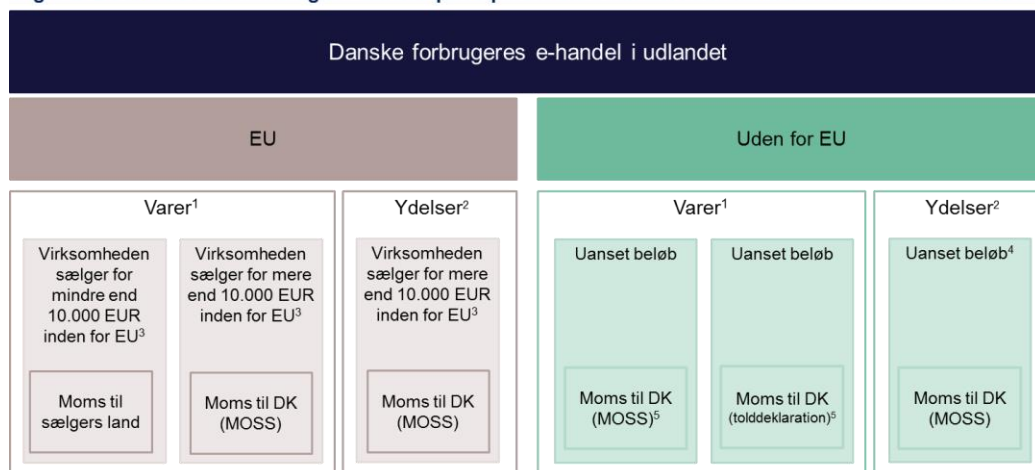 Danske forbrugeres e-handel i udlandet
EU
Uden for EU
Varer¹
Ydelser²
Varer¹
Ydelser²
Virksomheden
sælger for
mindre end
10.000 EUR
inden for EU³
Virksomheden
sælger for mere
end 10.000 EUR
inden for EU³
Virksomheden
sælger for mere
end 10.000 EUR
inden for EU³
Uanset beløb
Uanset beløb
Uanset beløb⁴
Moms til
sælgers land
Moms til DK
(MOSS)
Moms til DK
(MOSS)
Moms til DK
(MOSS)⁵
Moms til DK
(tolddeklaration)⁵
Moms til DK
(MOSS)